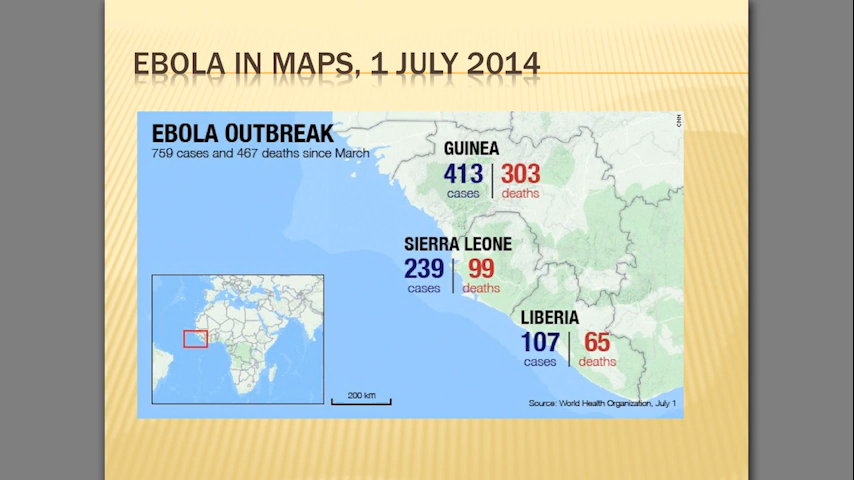 EBOLA IN MAPS, 1 JULY 2014
EBOLA OUTBREAK
759 cases and 467 deaths since March
CNN
GUINEA
413 303
cases deaths
SIERRA LEONE
239 99
cases deaths
LIBERIA
107 65
cases deaths
200 km
Source: World Health Organization, July 1